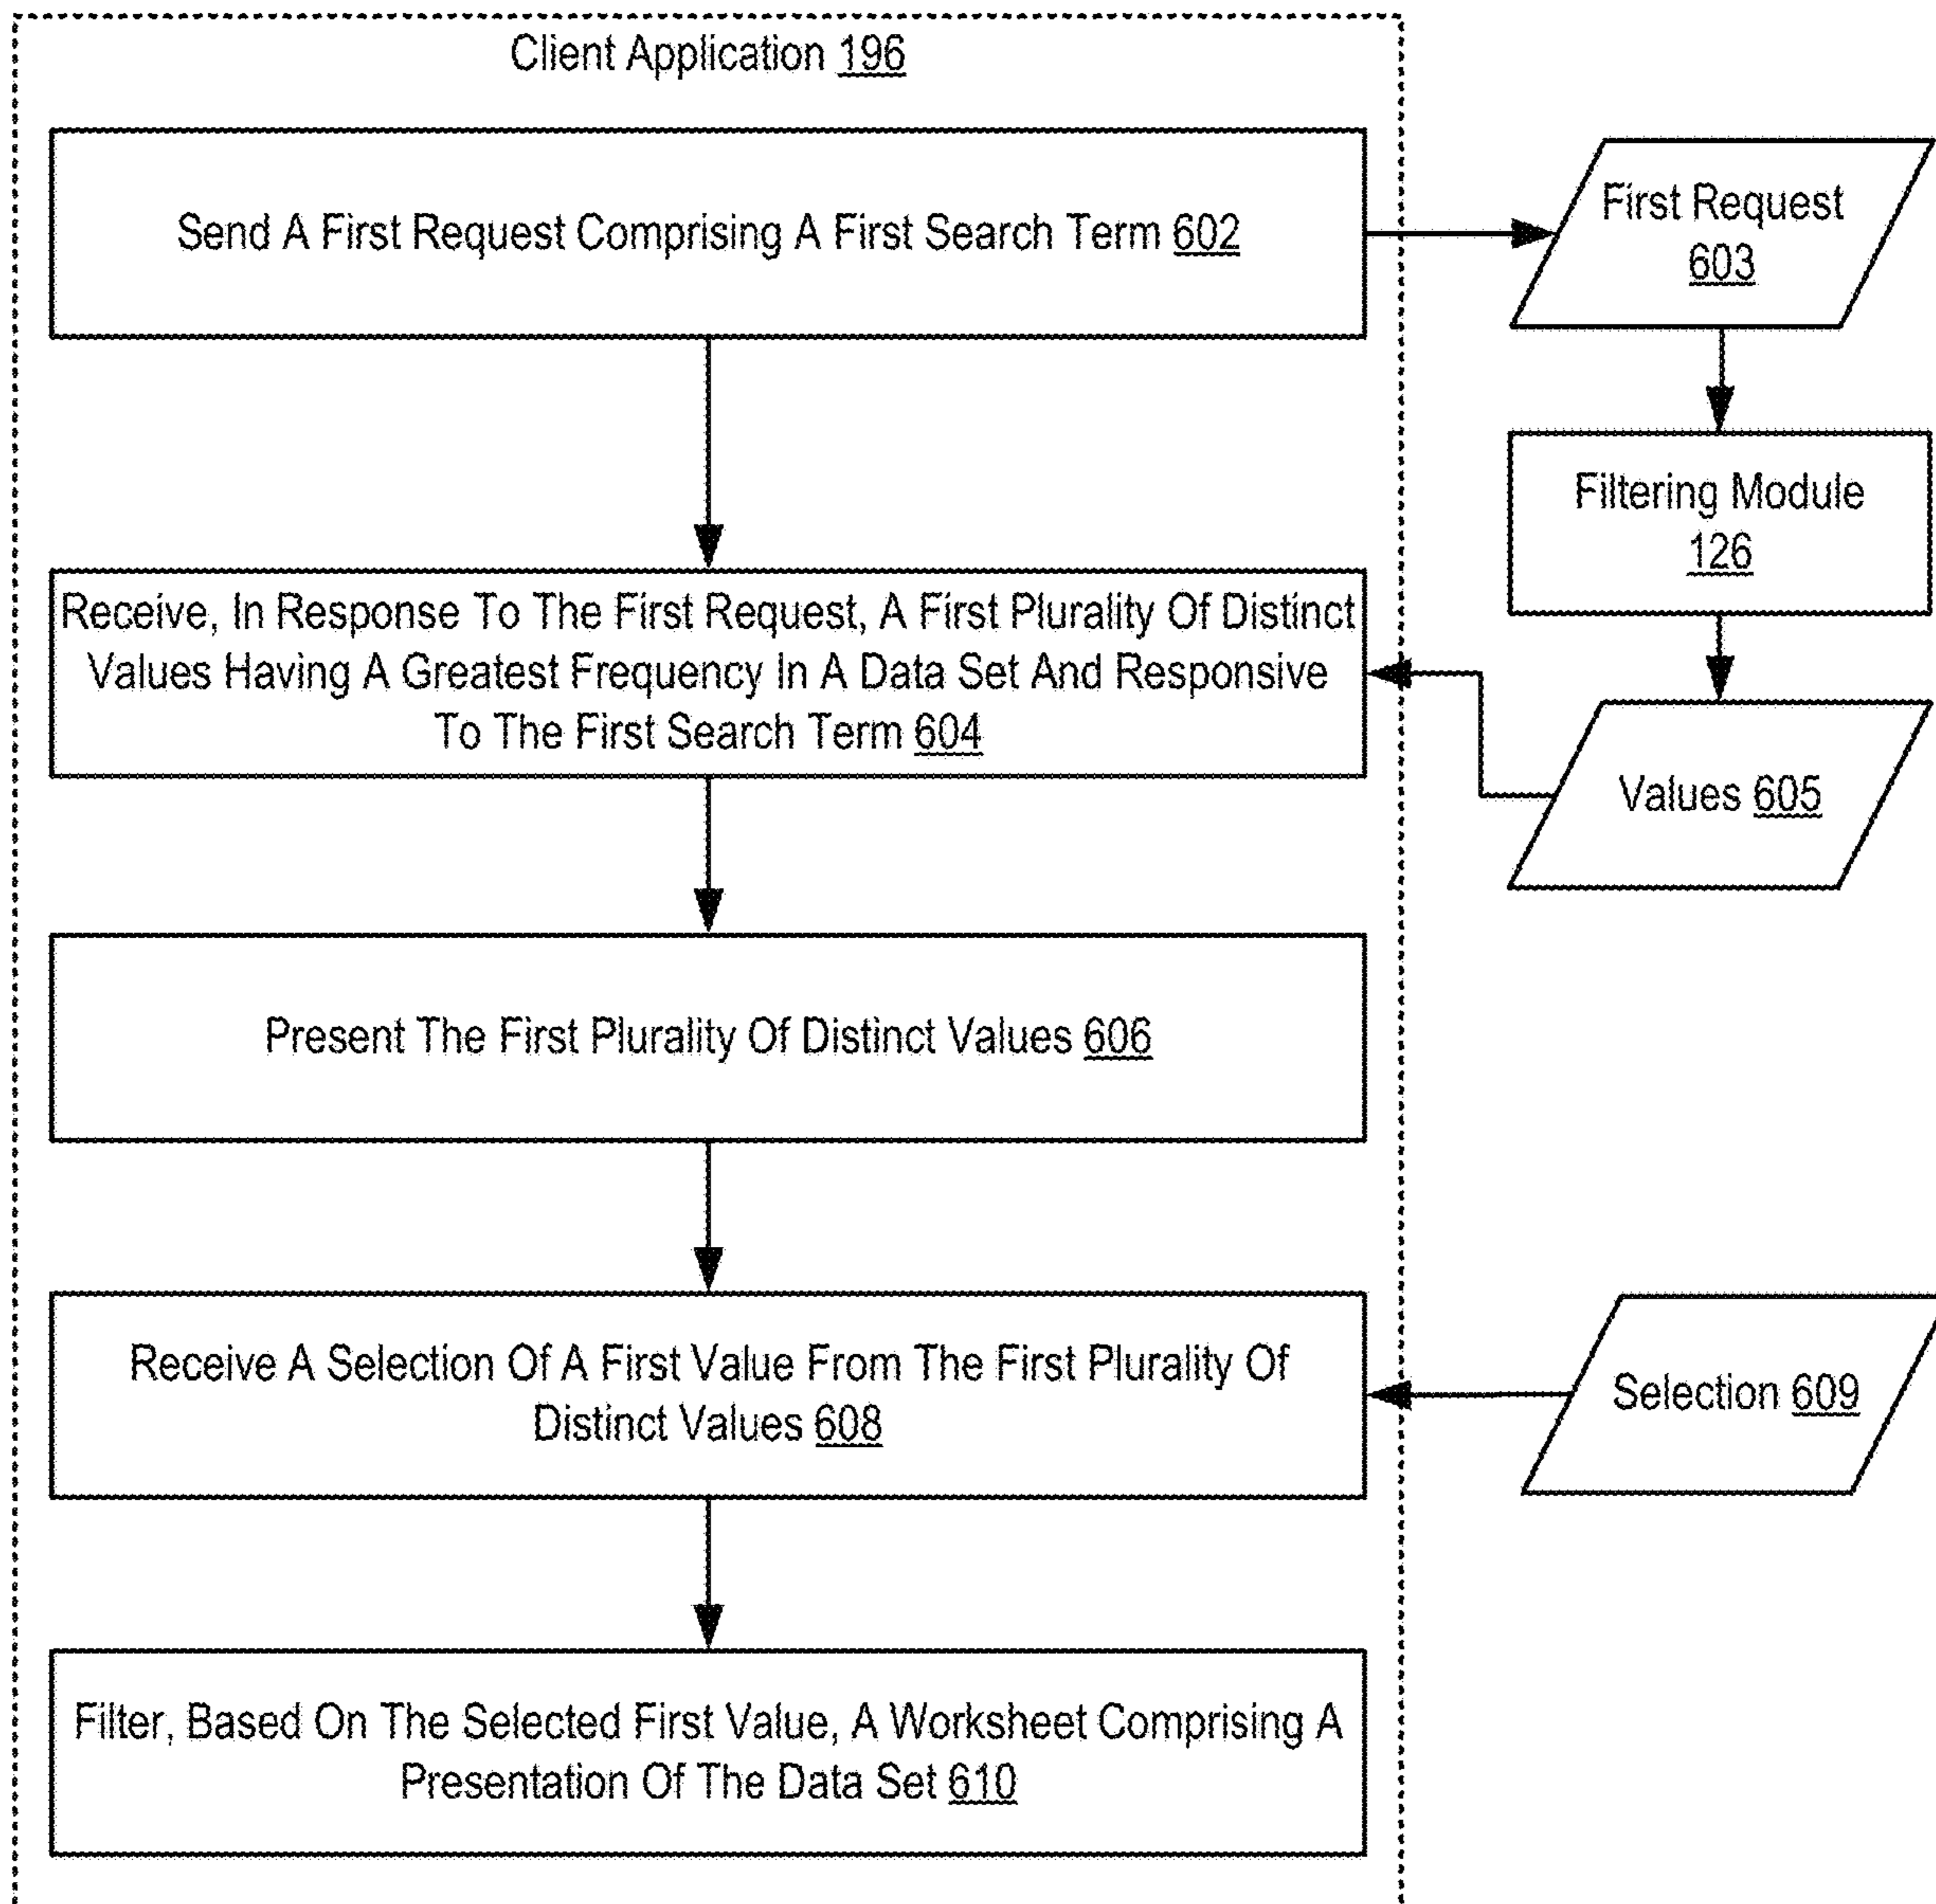 Client Application 196
Send A First Request Comprising A First Search Term 602
First Request
603
Filtering Module
126
Receive, In Response To The First Request, A First Plurality Of Distinct
Values Having A Greatest Frequency In A Data Set And Responsive
To The First Search Term 604
Values 605
Present The First Plurality Of Distinct Values 606
Receive A Selection Of A First Value From The First Plurality Of
Distinct Values 608
Selection 609
Filter, Based On The Selected First Value, A Worksheet Comprising A
Presentation Of The Data Set 610